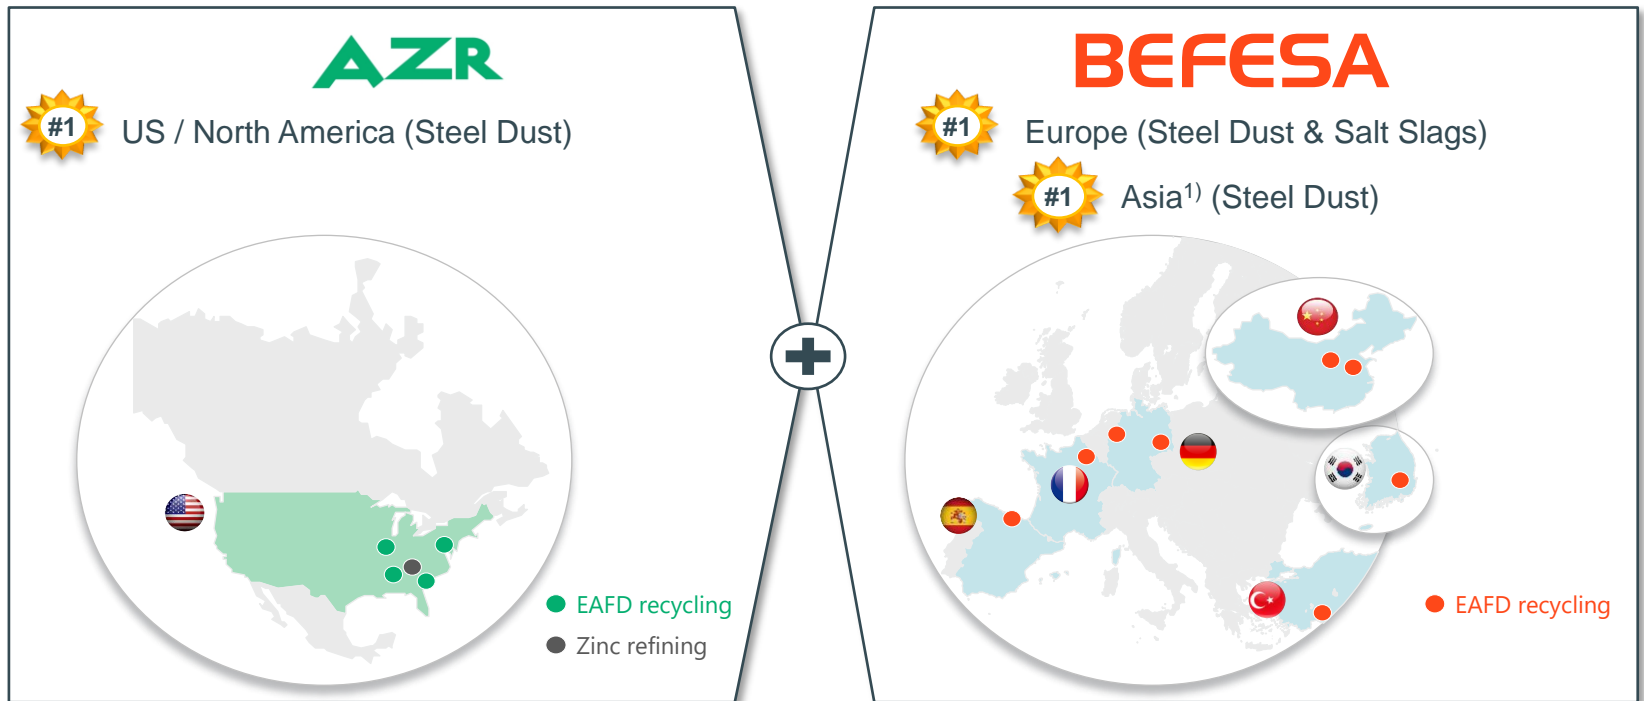 AZR
#1
US / North America (Steel Dust)
EAFD recycling
Zinc refining
BEFESA
#1
Europe (Steel Dust & Salt Slags)
#1
Asia1) (Steel Dust)
EAFD recycling